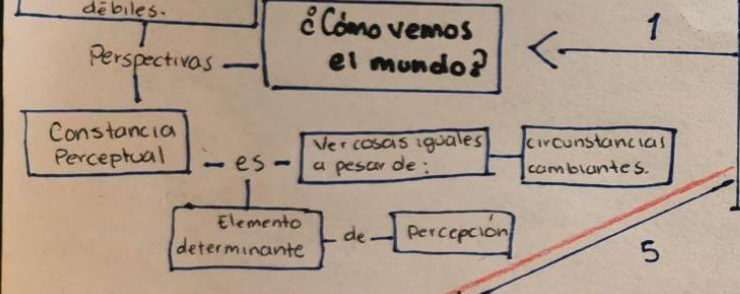 débiles.
¿Cómo vemos
el mundo?
1
Perspectivas
Constancia
Perceptual
es
Ver cosas iguales
a pesar de:
circunstancias
cambiantes.
Elemento
determinante
de
percepción
5